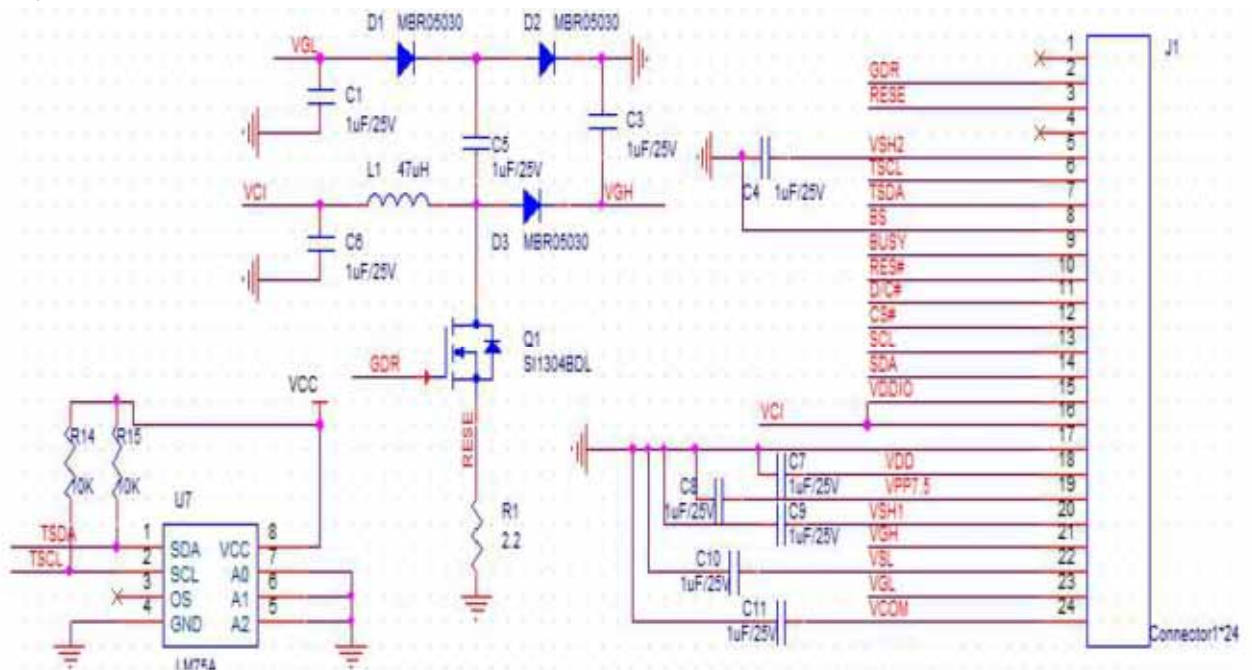 D1 MBR05030
D2 MBR05030
VGL
C1
1uF/25V
C5
1uF/25V
C3
1uF/25V
L1 47uH
VCI
C6
1uF/25V
VGH
D3 MBR05030
Q1
SI1304BDL
GDR
RESE
R1
2.2
VCC
R14
10K
R15
10K
U7
TSDA
TSCL
1 SDA VCC 8
2 SCL A0 7
3 OS A1 6
4 GND A2 5
LM75A
J1
1
GDR 2
RESE 3
4
VSH2 5
C4 1uF/25V
TSCL 6
TSDA 7
BS 8
BUSY 9
RES# 10
D/C# 11
CS# 12
SCL 13
SDA 14
VDDIO 15
VCI 16
17
C7
1uF/25V
VDD 18
C8
1uF/25V
VPP7.5 19
C9
1uF/25V
VSH1 20
VGH 21
C10
1uF/25V
VSL 22
VGL 23
C11
1uF/25V
VCOM 24
Connector1*24